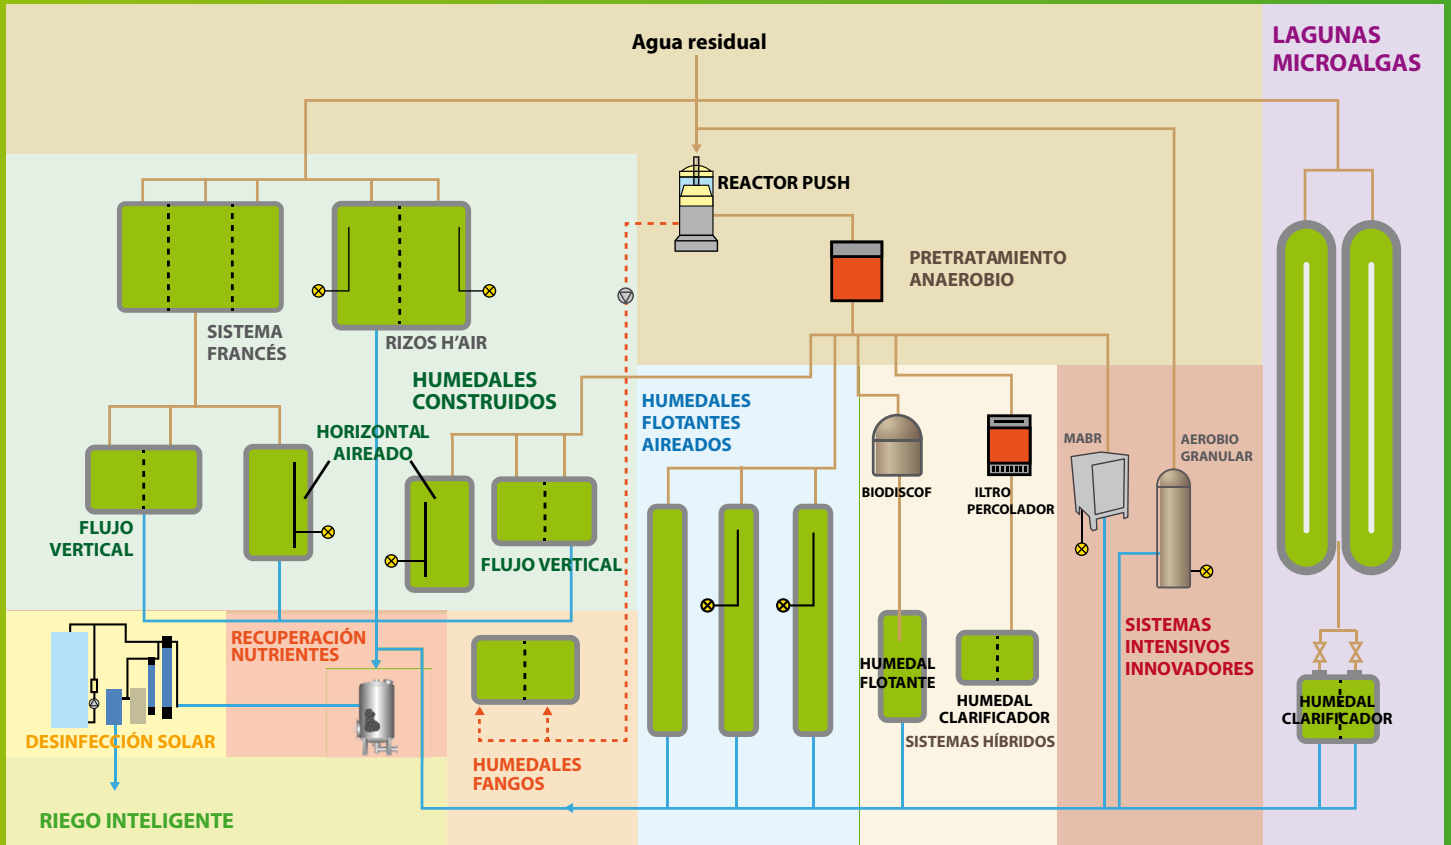 Agua residual
LAGUNAS
MICROALGAS
REACTOR PUSH
PRETRATAMIENTO
ANAEROBIO
SISTEMA
FRANCÉS
RIZOS H'AIR
HUMEDALES
CONSTRUIDOS
HORIZONTAL
AIREADO
FLUJO
VERTICAL
FLUJO VERTICAL
HUMEDALES
FLOTANTES
AIREADOS
BIODISCOF
ILTRO
PERCOLADOR
MABR
AEROBIO
GRANULAR
HUMEDAL
FLOTANTE
HUMEDAL
CLARIFICADOR
SISTEMAS HÍBRIDOS
SISTEMAS
INTENSIVOS
INNOVADORES
HUMEDAL
CLARIFICADOR
RECUPERACIÓN
NUTRIENTES
DESINFECCIÓN SOLAR
HUMEDALES
FANGOS
RIEGO INTELIGENTE